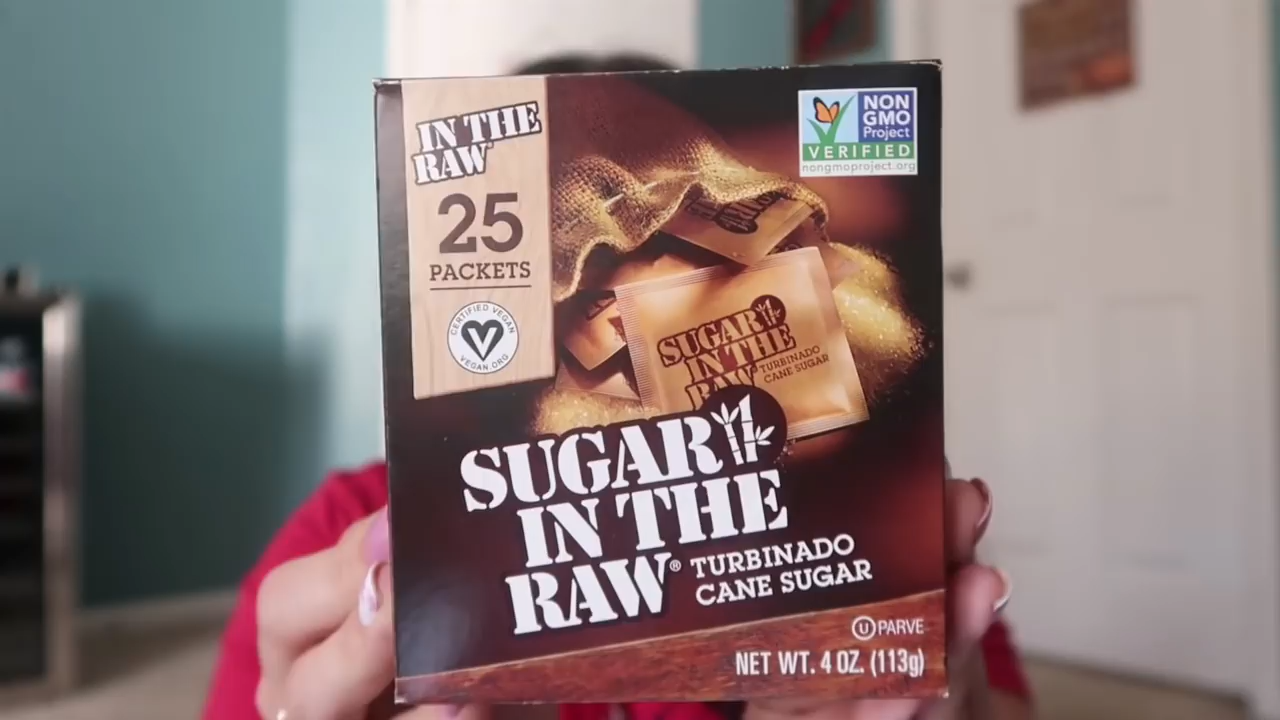 IN THE
RAW
25
PACKETS
CERTIFIED VEGAN
VEGAN.ORG
NON
GMO
Project
VERIFIED
nongmoproject.org
SUGAR
IN THE
RAW
TURBINADO
CANE SUGAR
SUGAR
IN THE
RAW® TURBINADO
CANE SUGAR
U PARVE
NET WT. 4 OZ. (113g)